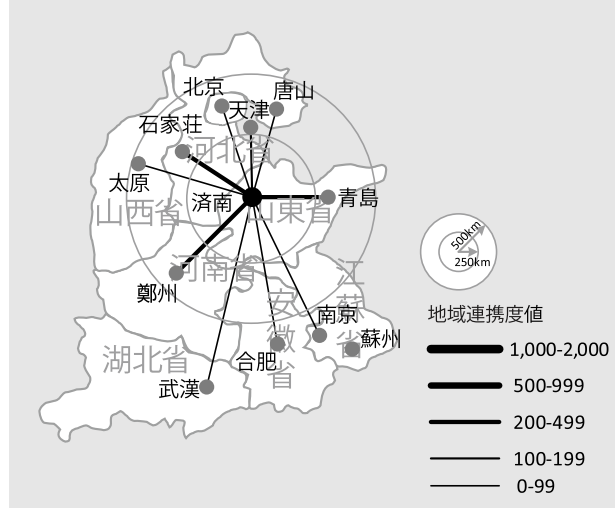 北京
唐山
天津
石家荘
河北省
太原
済南
山東省
青島
山西省
500km
250km
河南省
江蘇省
鄭州
安徽省
南京
地域連携度値
蘇州
1,000-2,000
湖北省
合肥
武漢
500-999
200-499
100-199
0-99